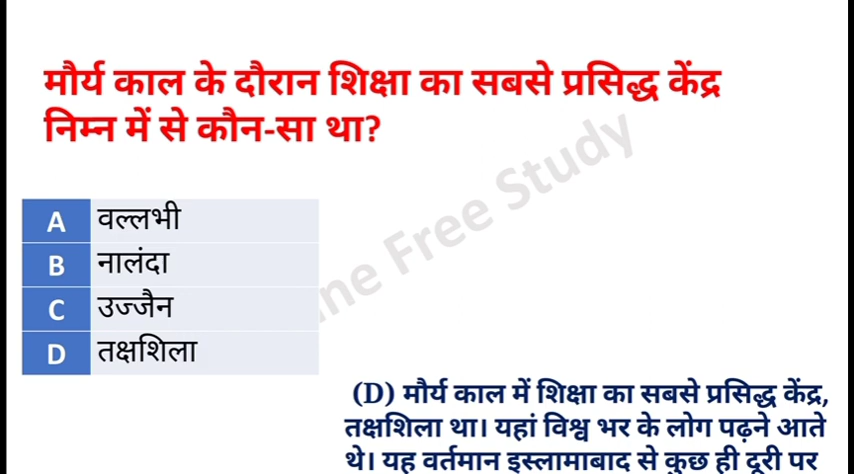 मौर्य काल के दौरान शिक्षा का सबसे प्रसिद्ध केंद्र
निम्न में से कौन-सा था?
ne Free Study
A वल्लभी
B नालंदा
C उज्जैन
D तक्षशिला
(D) मौर्य काल में शिक्षा का सबसे प्रसिद्ध केंद्र,
तक्षशिला था। यहां विश्व भर के लोग पढ़ने आते
थे। यह वर्तमान इस्लामाबाद से कुछ ही दूरी पर